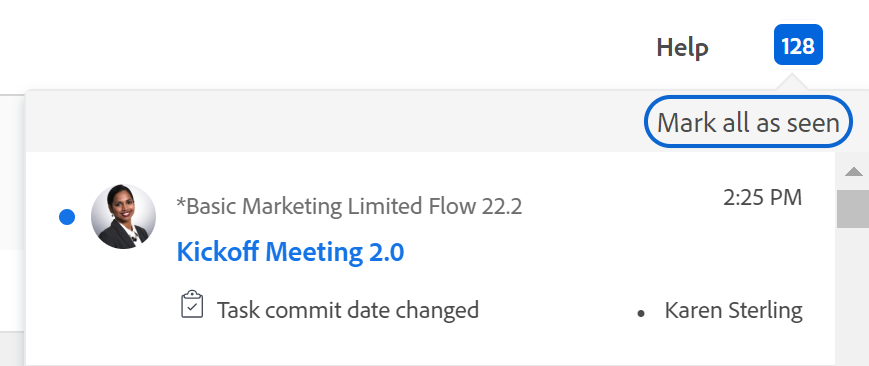 Help 128
Mark all as seen
*Basic Marketing Limited Flow 22.2 2:25 PM
Kickoff Meeting 2.0
Task commit date changed • Karen Sterling